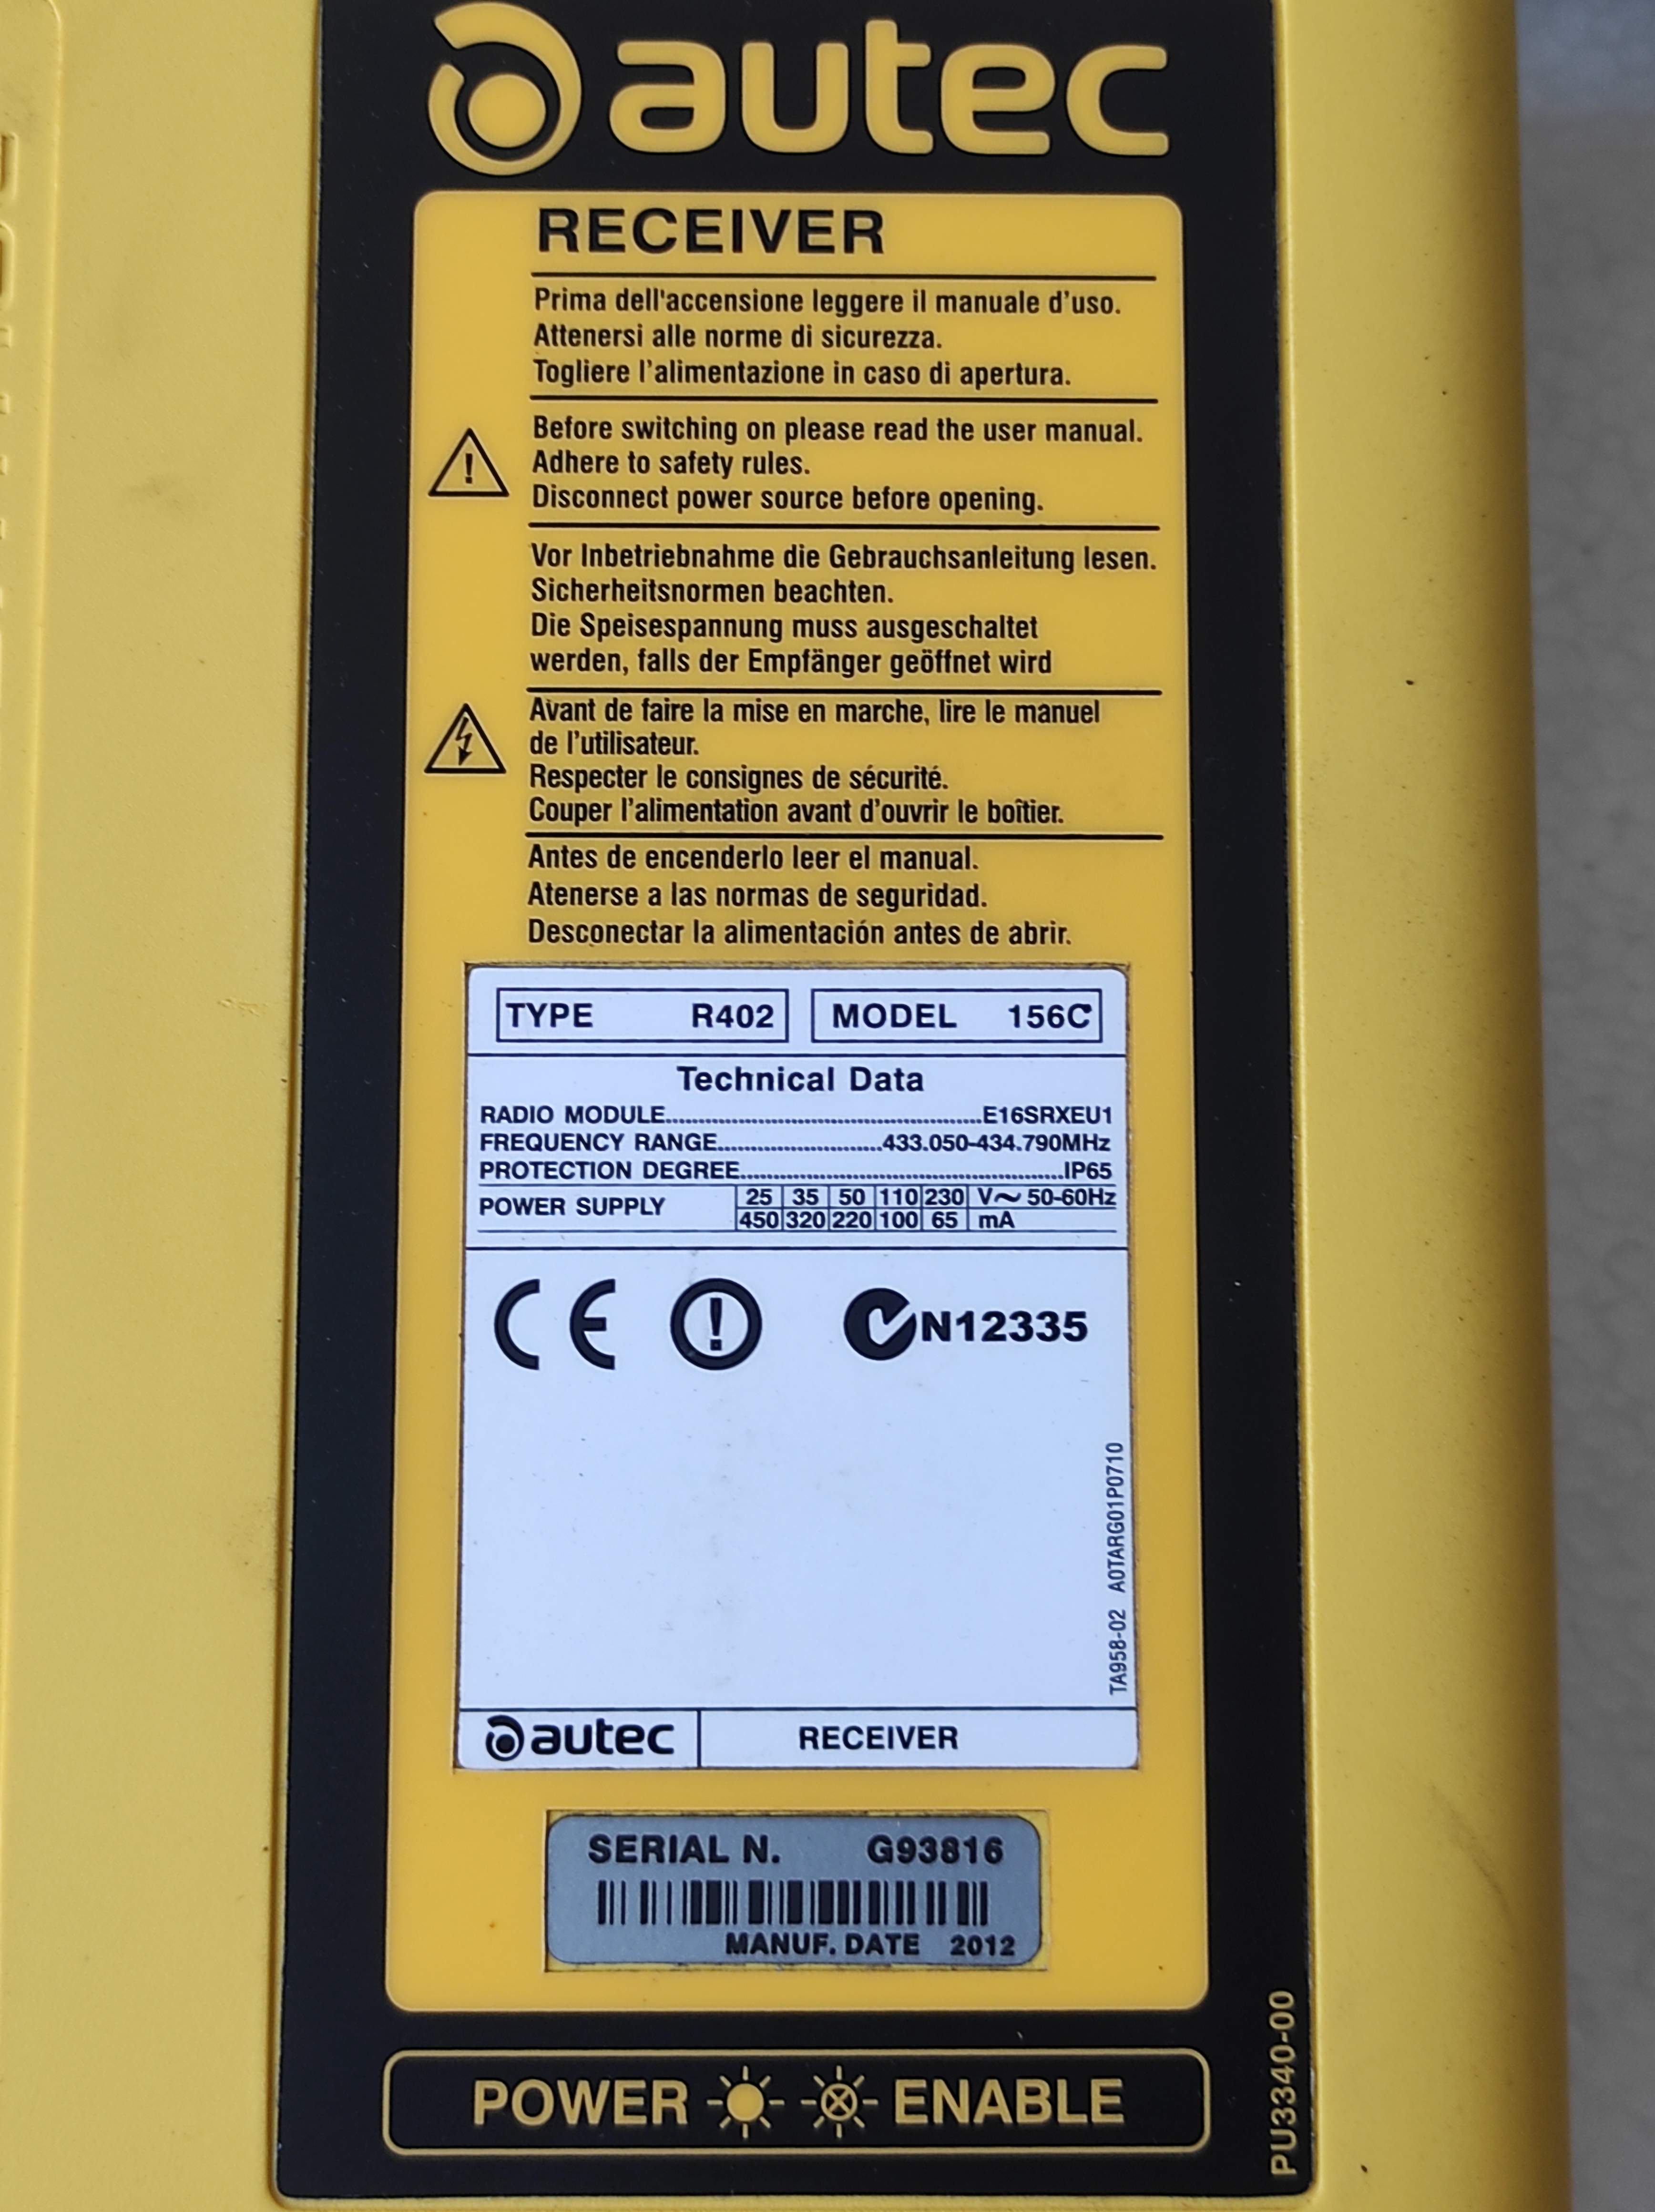 autec
RECEIVER
Prima dell'accensione leggere il manuale d'uso.
Attenersi alle norme di sicurezza.
Togliere l'alimentazione in caso di apertura.
Before switching on please read the user manual.
Adhere to safety rules.
Disconnect power source before opening.
Vor Inbetriebnahme die Gebrauchsanleitung lesen.
Sicherheitsnormen beachten.
Die Speisespannung muss ausgeschaltet
werden, falls der Empfänger geöffnet wird
Avant de faire la mise en marche, lire le manuel
de l'utilisateur.
Respecter le consignes de sécurité.
Couper l'alimentation avant d'ouvrir le boîtier.
Antes de encenderlo leer el manual.
Atenerse a las normas de seguridad.
Desconectar la alimentación antes de abrir.
TYPE R402 MODEL 156C
Technical Data
RADIO MODULE E16SRXEU1
FREQUENCY RANGE 433.050-434.790MHz
PROTECTION DEGREE IP65
POWER SUPPLY 25 35 50 110 230 V~ 50-60Hz
450 320 220 100 65 mA
CE N12335
TA958-02 A0TARG01P0710
autec RECEIVER
SERIAL N. G93816
MANUF. DATE 2012
POWER ENABLE
PU3340-00